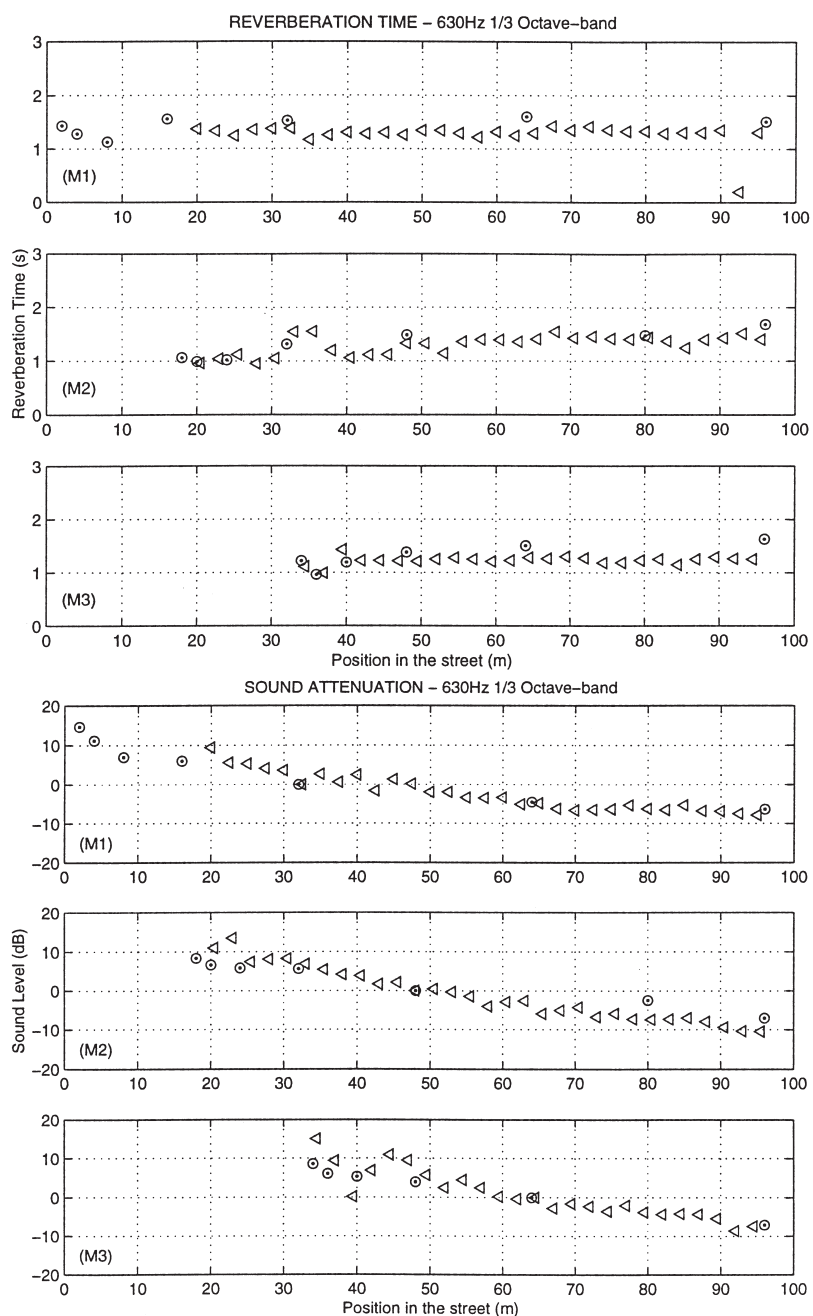 REVERBERATION TIME – 630Hz 1/3 Octave–band
3
2
1
0
(M1)
0 10 20 30 40 50 60 70 80 90 100
Reverberation Time (s)
3
2
1
0
(M2)
0 10 20 30 40 50 60 70 80 90 100
3
2
1
0
(M3)
0 10 20 30 40 50 60 70 80 90 100
Position in the street (m)
SOUND ATTENUATION – 630Hz 1/3 Octave–band
20
10
0
−10
−20
(M1)
0 10 20 30 40 50 60 70 80 90 100
Sound Level (dB)
20
10
0
−10
−20
(M2)
0 10 20 30 40 50 60 70 80 90 100
20
10
0
−10
−20
(M3)
0 10 20 30 40 50 60 70 80 90 100
Position in the street (m)